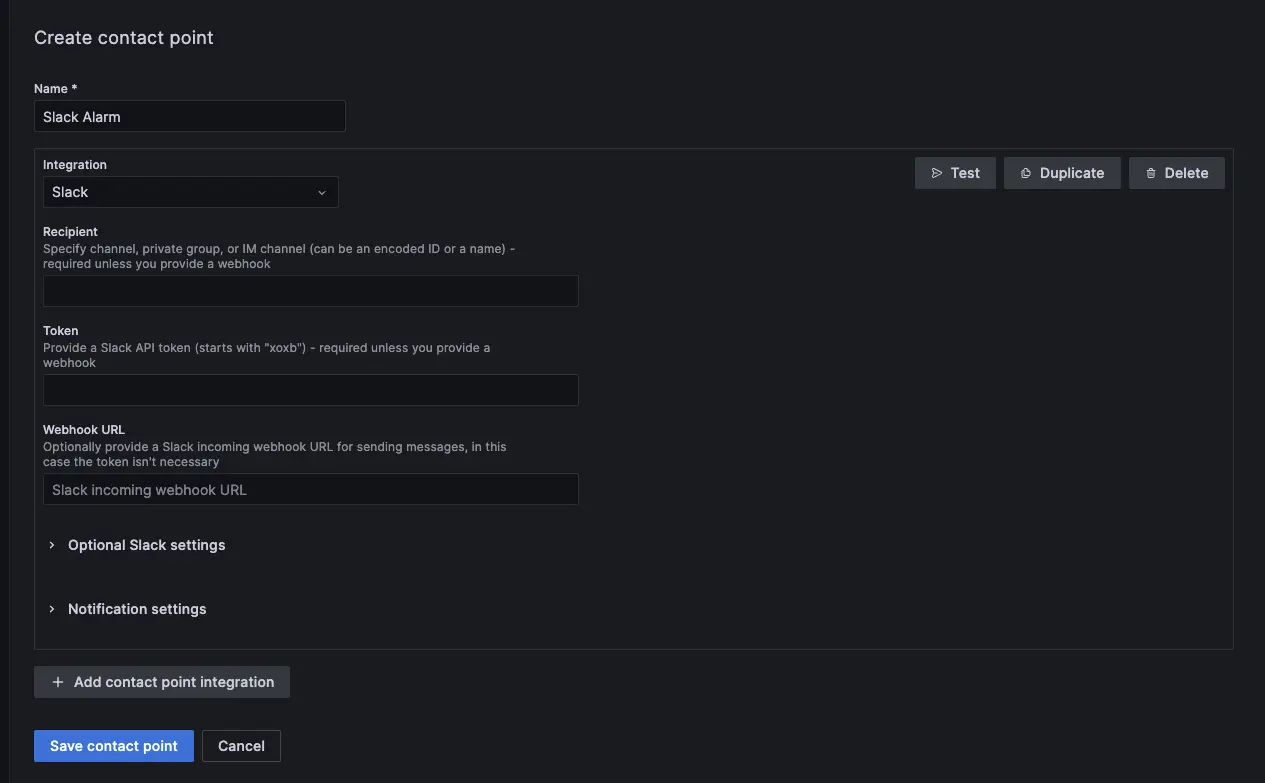 Create contact point
Name *
Slack Alarm
Integration
Slack
Test
Duplicate
Delete
Recipient
Specify channel, private group, or IM channel (can be an encoded ID or a name) -
required unless you provide a webhook
Token
Provide a Slack API token (starts with "xoxb") - required unless you provide a
webhook
Webhook URL
Optionally provide a Slack incoming webhook URL for sending messages, in this
case the token isn't necessary
Slack incoming webhook URL
Optional Slack settings
Notification settings
Add contact point integration
Save contact point
Cancel